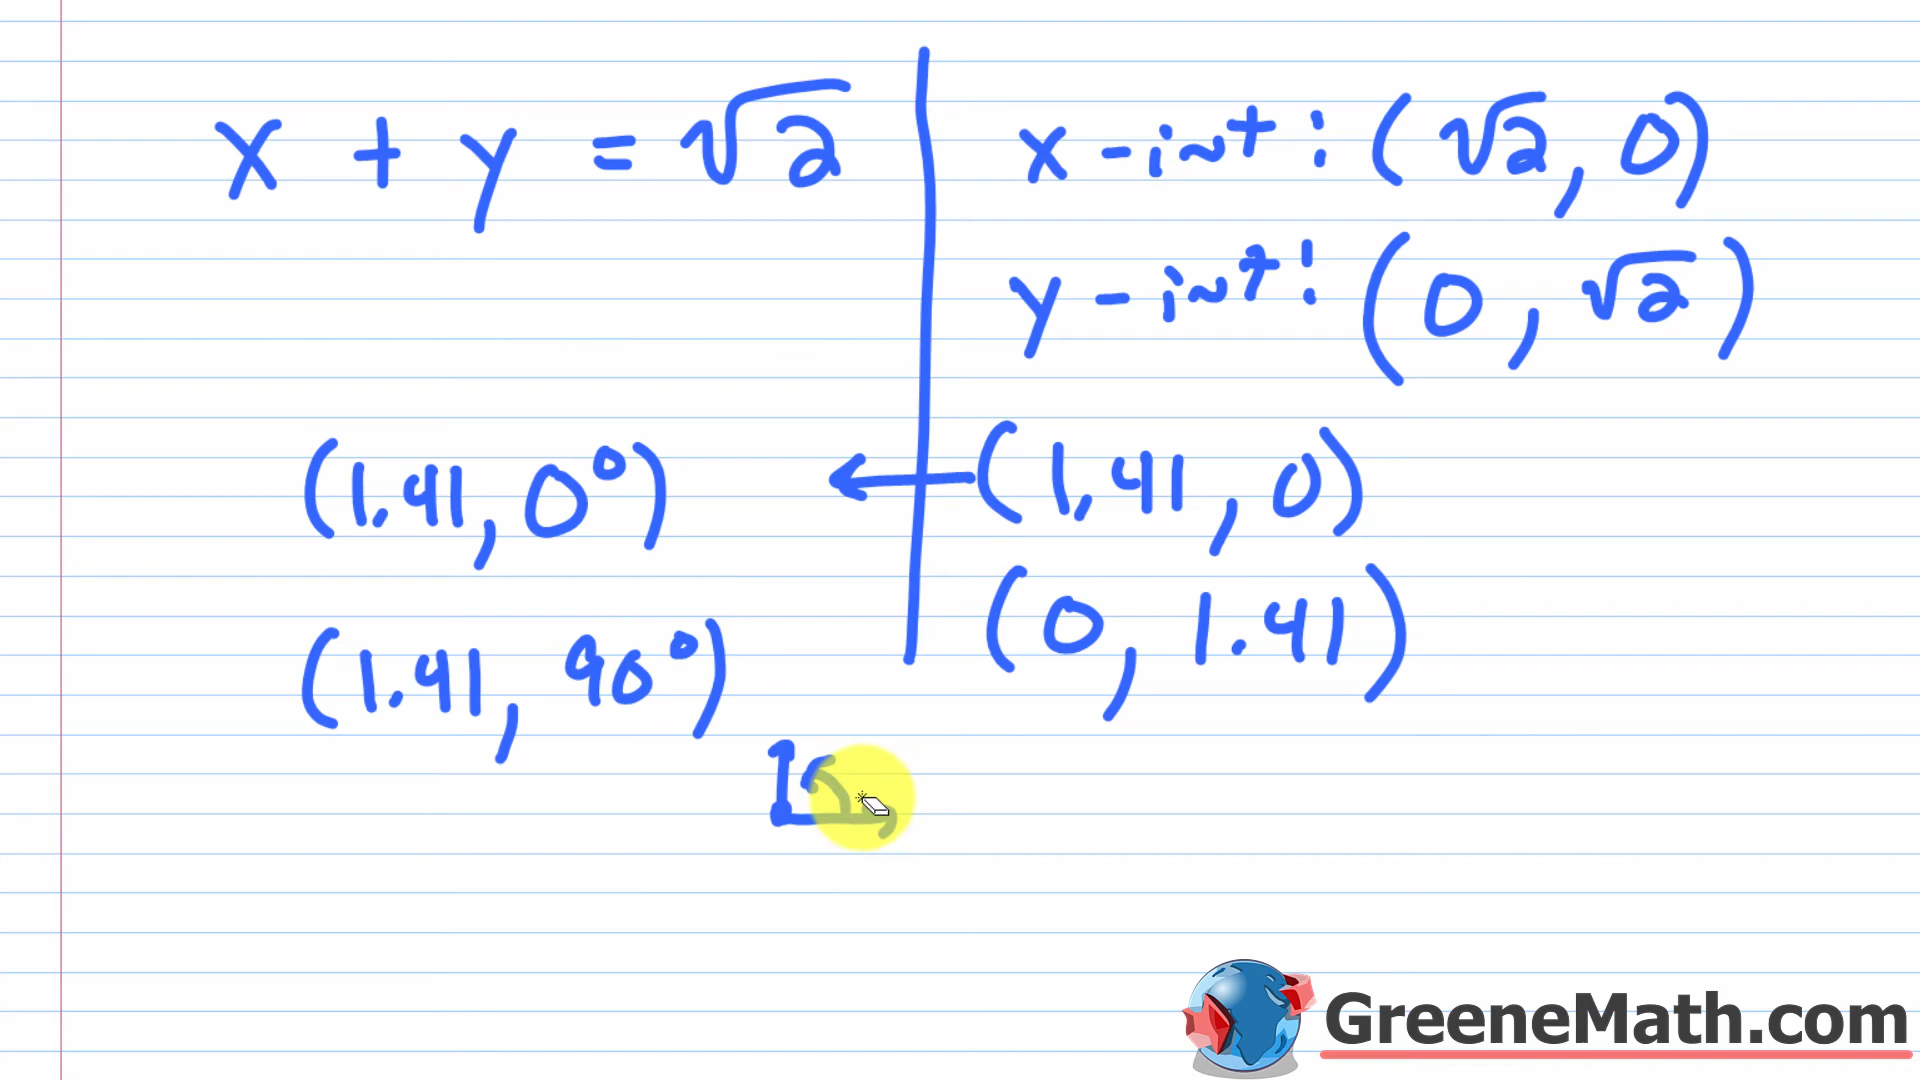 x + y = √2
x-int: (√2, 0)
y-int: (0, √2)
(1.41, 0°) ← (1.41, 0)
(0, 1.41)
(1.41, 90°)
GreeneMath.com